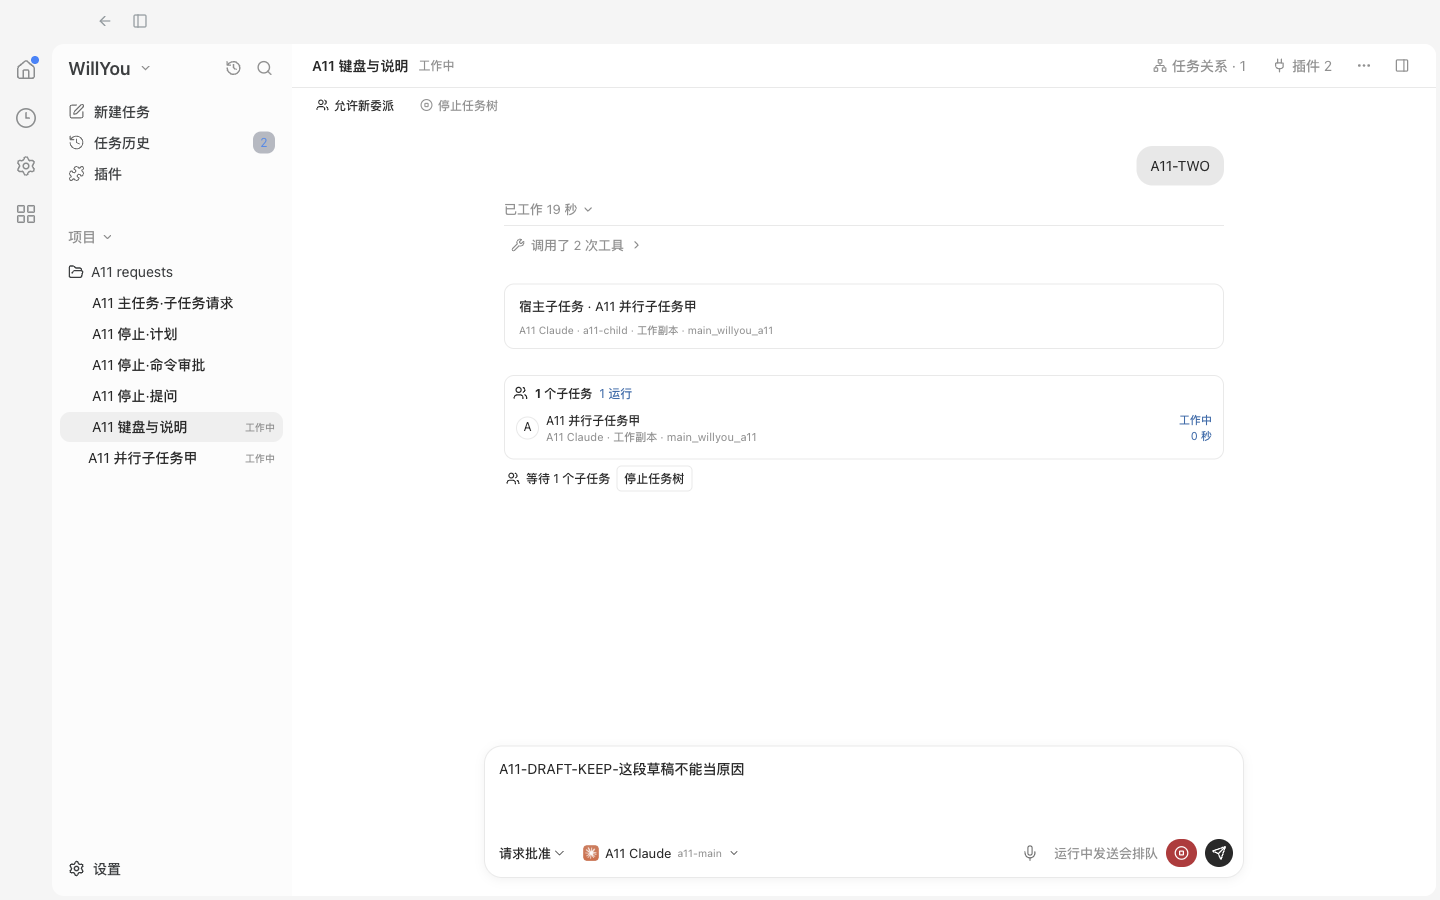 WillYou
新建任务
任务历史 2
插件
项目
A11 requests
A11 主任务·子任务请求
A11 停止·计划
A11 停止·命令审批
A11 停止·提问
A11 键盘与说明 工作中
A11 并行子任务甲 工作中
设置
A11 键盘与说明 工作中
任务关系 · 1 插件 2
允许新委派 停止任务树
A11-TWO
已工作 19 秒
调用了 2 次工具
宿主子任务 · A11 并行子任务甲
A11 Claude · a11-child · 工作副本 · main_willyou_a11
1 个子任务 1 运行
A A11 并行子任务甲 工作中
A11 Claude · 工作副本 · main_willyou_a11 0 秒
等待 1 个子任务 停止任务树
A11-DRAFT-KEEP-这段草稿不能当原因
请求批准 A11 Claude a11-main 运行中发送会排队